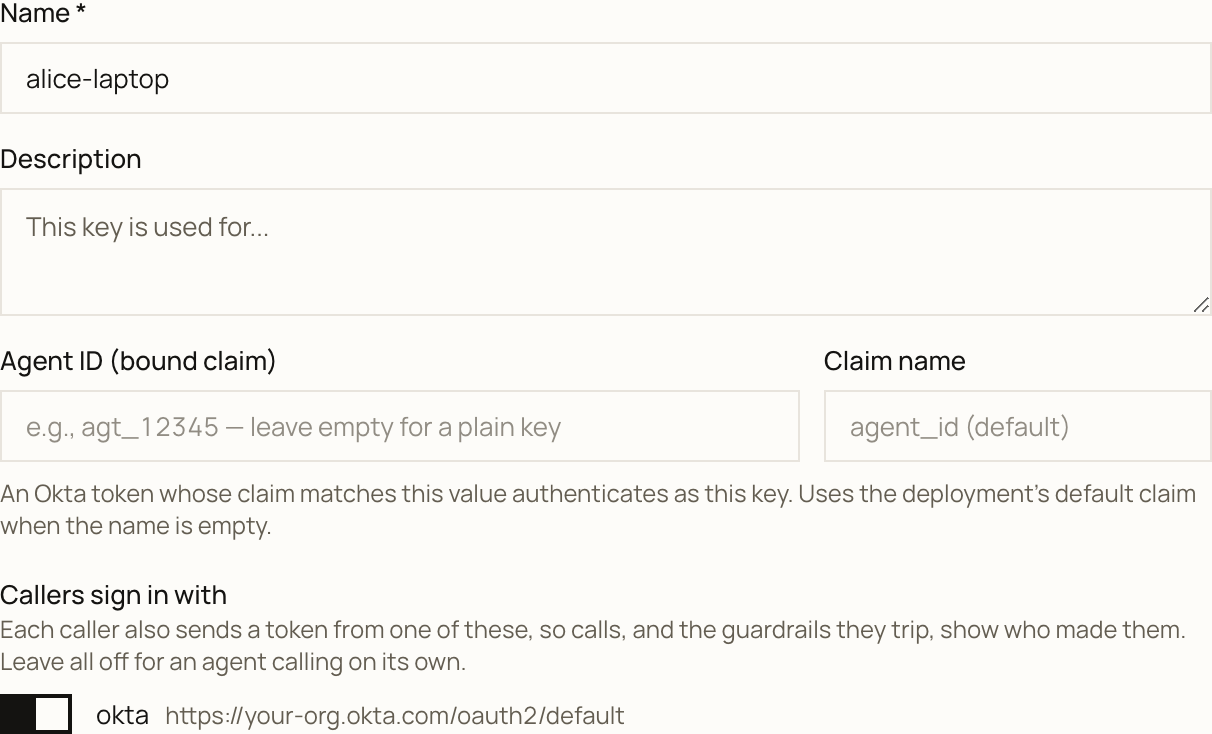 Name *
alice-laptop
Description
This key is used for...
Agent ID (bound claim)
Claim name
e.g., agt_12345 — leave empty for a plain key
agent_id (default)
An Okta token whose claim matches this value authenticates as this key. Uses the deployment's default claim
when the name is empty.
Callers sign in with
Each caller also sends a token from one of these, so calls, and the guardrails they trip, show who made them.
Leave all off for an agent calling on its own.
okta https://your-org.okta.com/oauth2/default